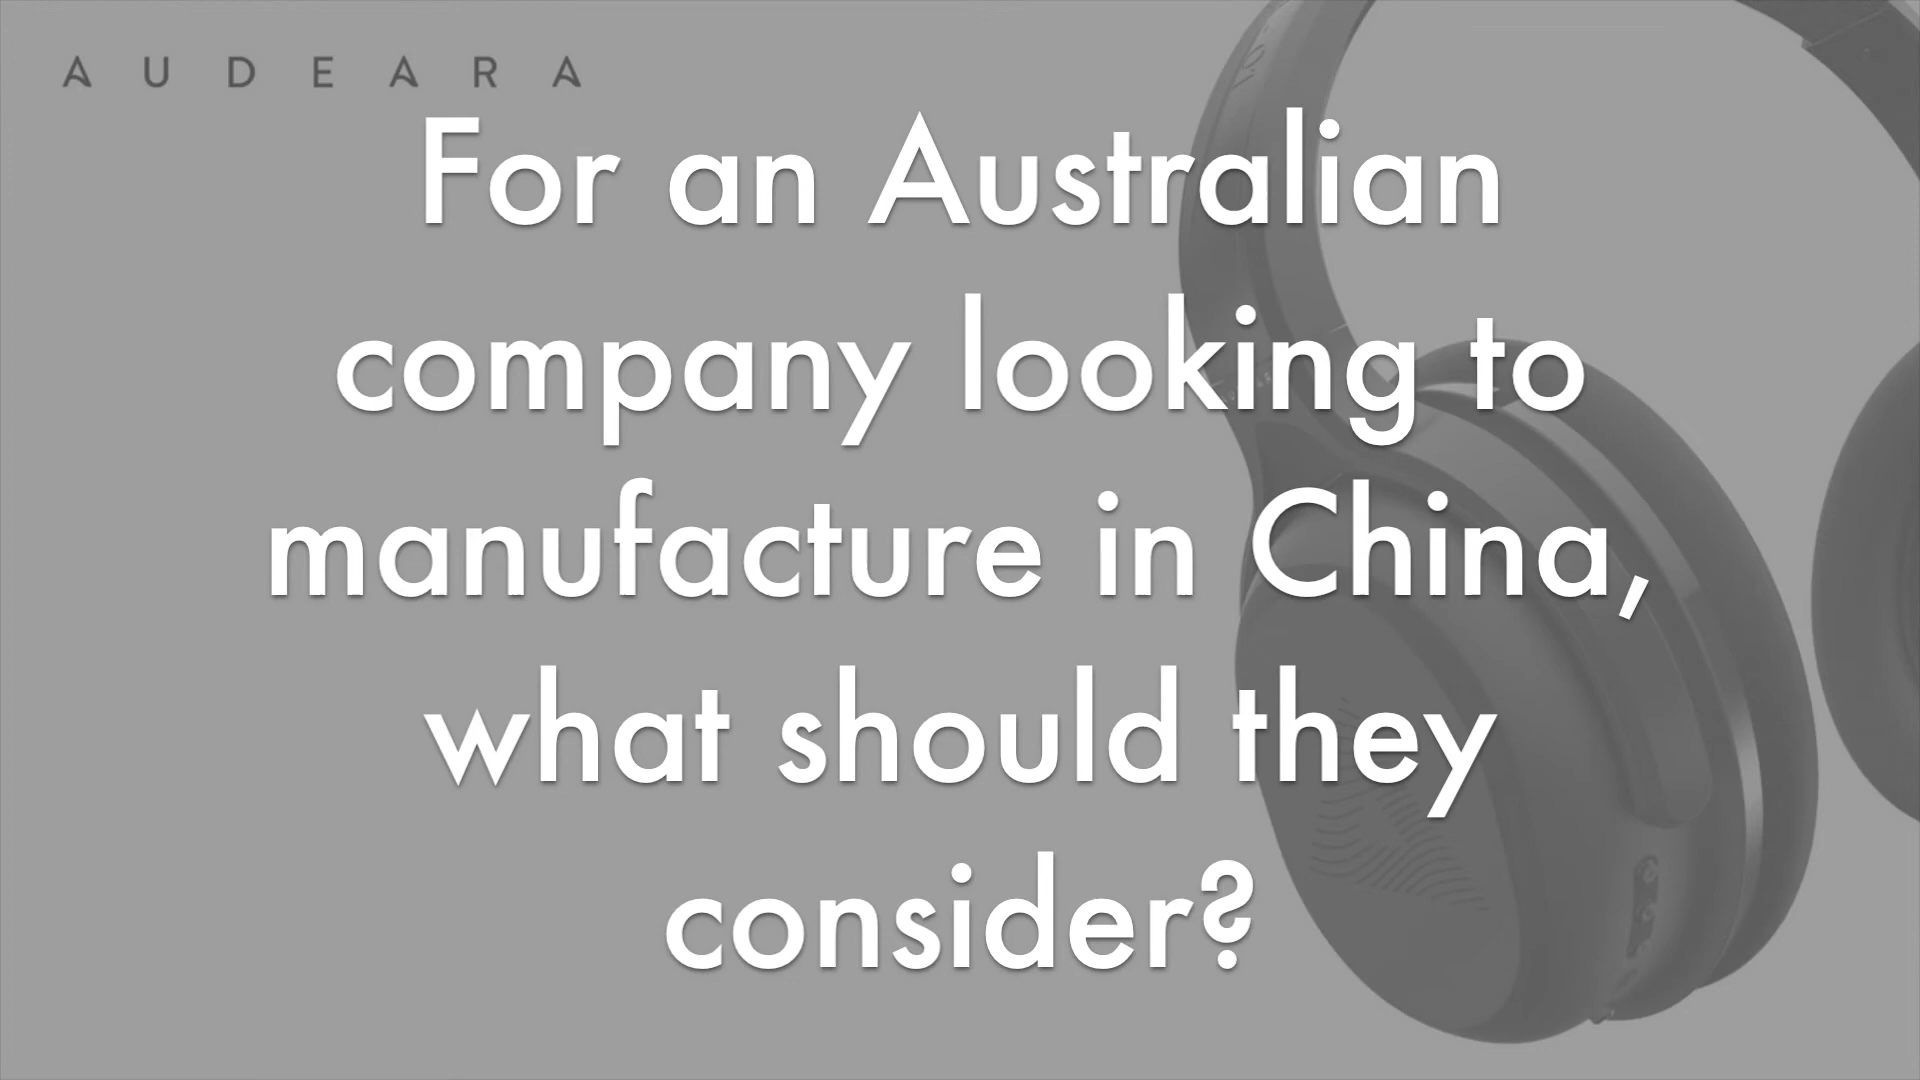 AUDEARA
For an Australian
company looking to
manufacture in China,
what should they
consider?